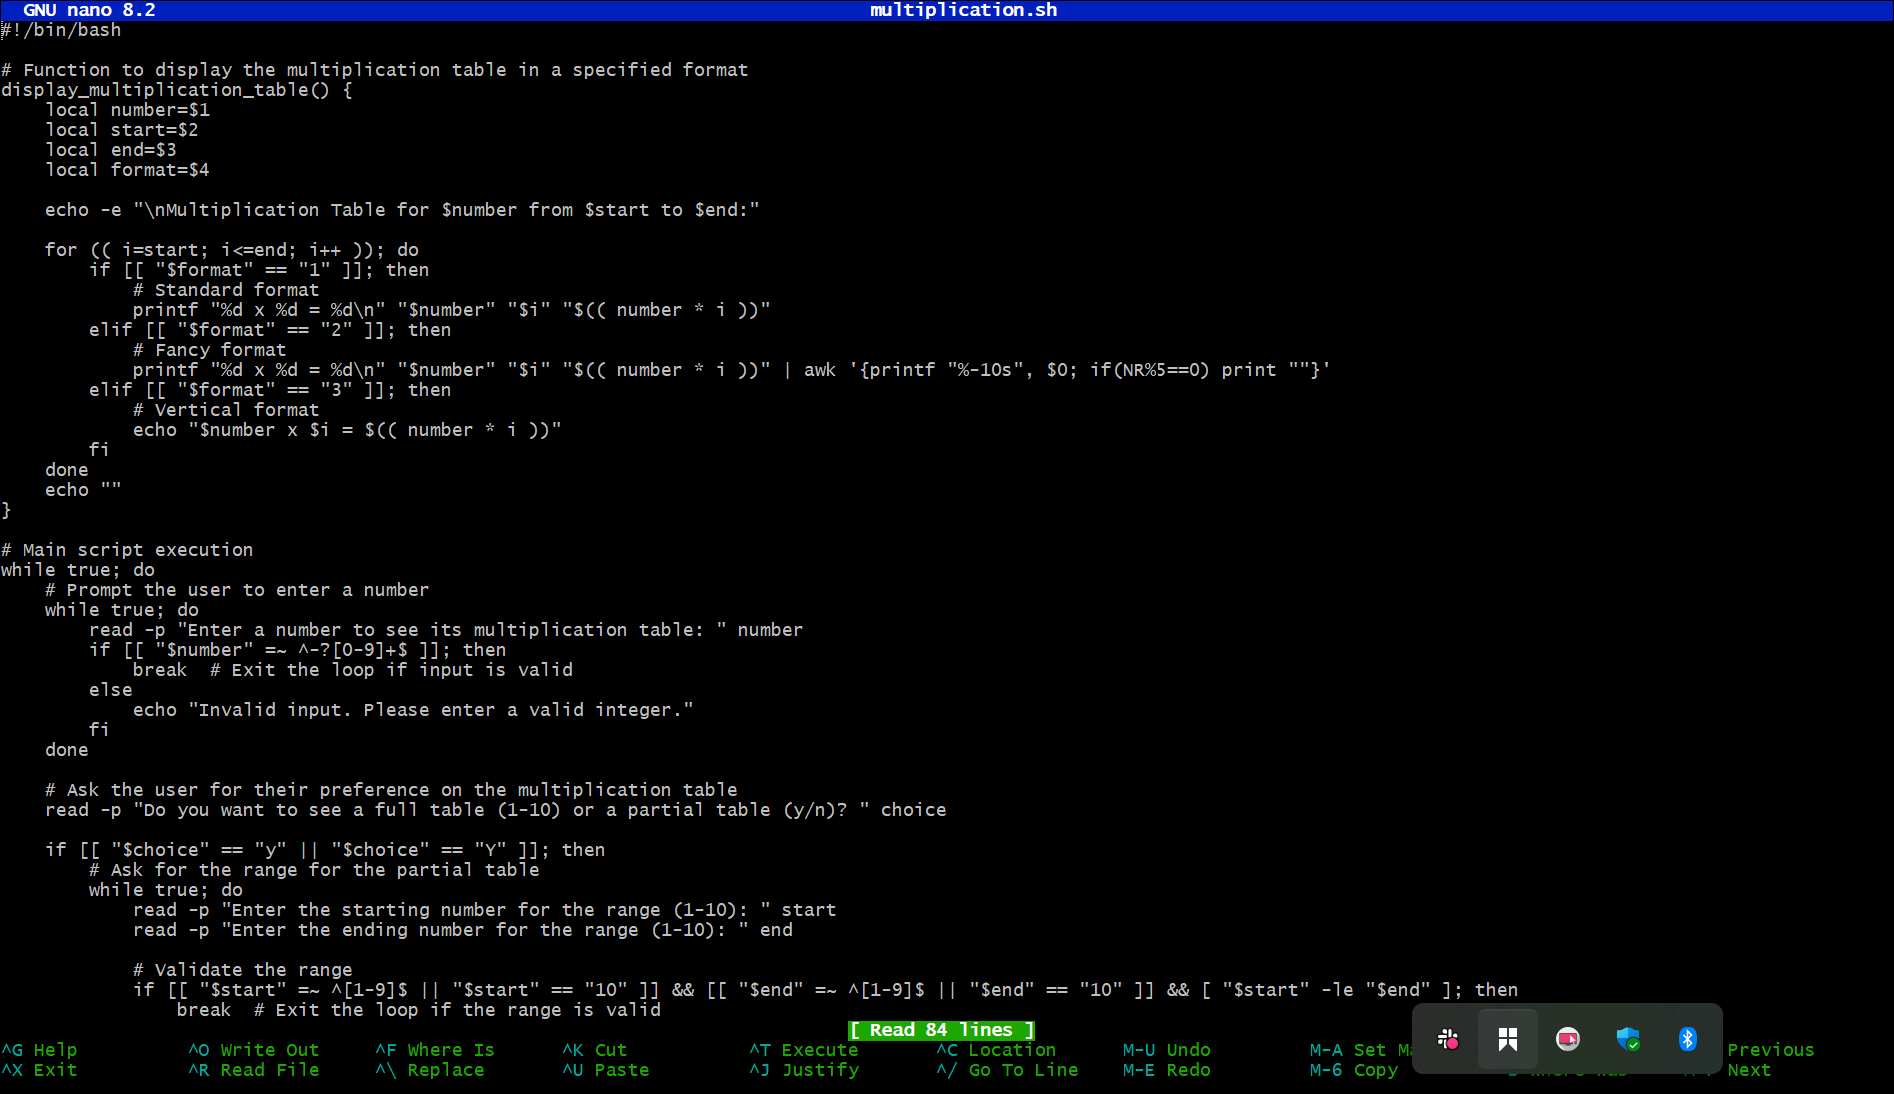 GNU nano 8.2 multiplication.sh
#!/bin/bash

# Function to display the multiplication table in a specified format
display_multiplication_table() {
    local number=$1
    local start=$2
    local end=$3
    local format=$4

    echo -e "\nMultiplication Table for $number from $start to $end:"

    for (( i=start; i<=end; i++ )); do
        if [[ "$format" == "1" ]]; then
            # Standard format
            printf "%d x %d = %d\n" "$number" "$i" "$(( number * i ))"
        elif [[ "$format" == "2" ]]; then
            # Fancy format
            printf "%d x %d = %d\n" "$number" "$i" "$(( number * i ))" | awk '{printf "%-10s", $0; if(NR%5==0) print ""}'
        elif [[ "$format" == "3" ]]; then
            # Vertical format
            echo "$number x $i = $(( number * i ))"
        fi
    done
    echo ""
}

# Main script execution
while true; do
    # Prompt the user to enter a number
    while true; do
        read -p "Enter a number to see its multiplication table: " number
        if [[ "$number" =~ ^-?[0-9]+$ ]]; then
            break  # Exit the loop if input is valid
        else
            echo "Invalid input. Please enter a valid integer."
        fi
    done

    # Ask the user for their preference on the multiplication table
    read -p "Do you want to see a full table (1-10) or a partial table (y/n)? " choice

    if [[ "$choice" == "y" || "$choice" == "Y" ]]; then
        # Ask for the range for the partial table
        while true; do
            read -p "Enter the starting number for the range (1-10): " start
            read -p "Enter the ending number for the range (1-10): " end

            # Validate the range
            if [[ "$start" =~ ^[1-9]$ || "$start" == "10" ]] && [[ "$end" =~ ^[1-9]$ || "$end" == "10" ]] && [ "$start" -le "$end" ]; then
                break  # Exit the loop if the range is valid
[ Read 84 lines ]
^G Help ^O Write Out ^F Where Is ^K Cut ^T Execute ^C Location M-U Undo M-A Set Previous
^X Exit ^R Read File ^\ Replace ^U Paste ^J Justify ^/ Go To Line M-E Redo M-6 Copy Next